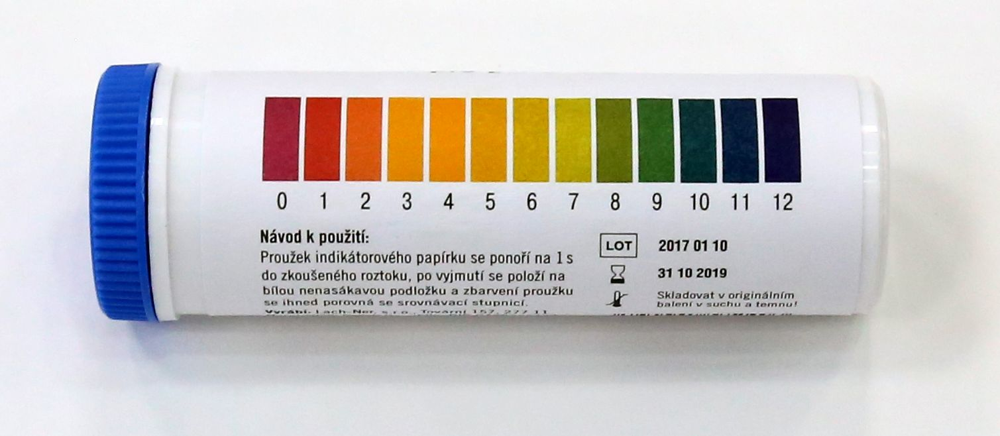 0 1 2 3 4 5 6 7 8 9 10 11 12
Návod k použití:
Proužek indikátorového papírku se ponoří na 1 s
do zkoušeného roztoku, po vyjmutí se položí na
bílou nenasákavou podložku a zbarvení proužku
se ihned porovná se srovnávací stupnicí.
Vyrábí: Lach-Ner, s.r.o., Tovární 157, 277 11
LOT 2017 01 10
31 10 2019
Skladovat v originálním
balení v suchu a temnu!